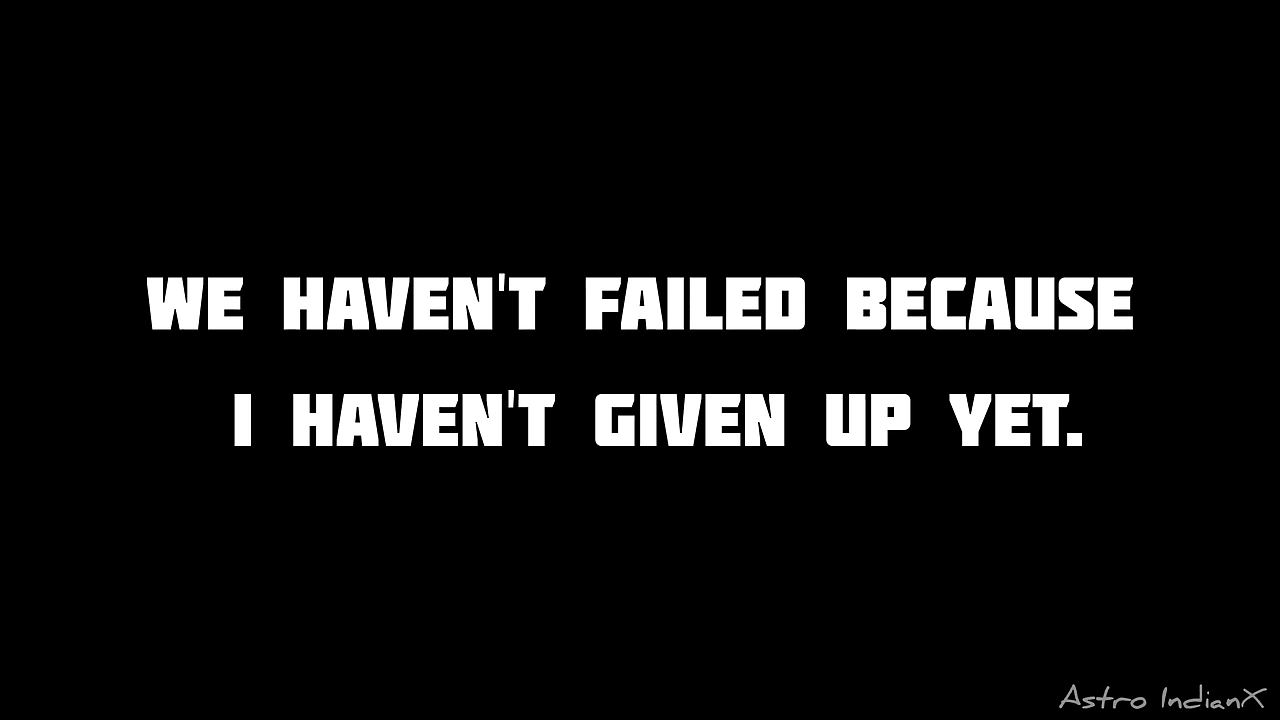 WE HAVEN'T FAILED BECAUSE
I HAVEN'T GIVEN UP YET.
Astro IndianX